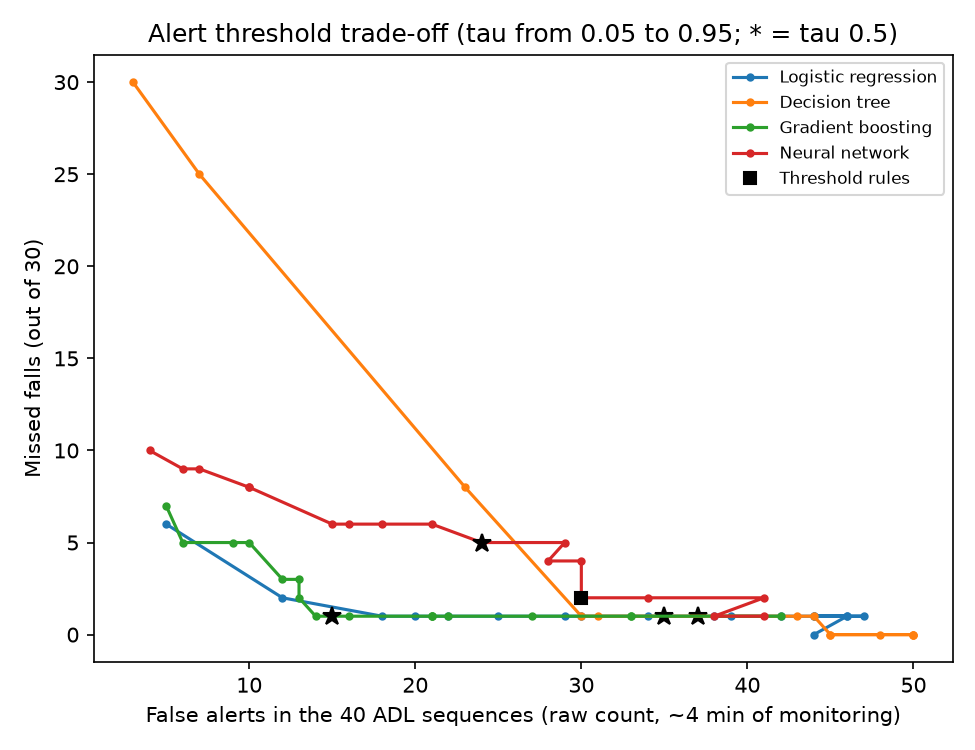 Alert threshold trade-off (tau from 0.05 to 0.95; * = tau 0.5)
Missed falls (out of 30)
30
25
20
15
10
5
0
Logistic regression
Decision tree
Gradient boosting
Neural network
Threshold rules
10
20
30
40
50
False alerts in the 40 ADL sequences (raw count, ~4 min of monitoring)